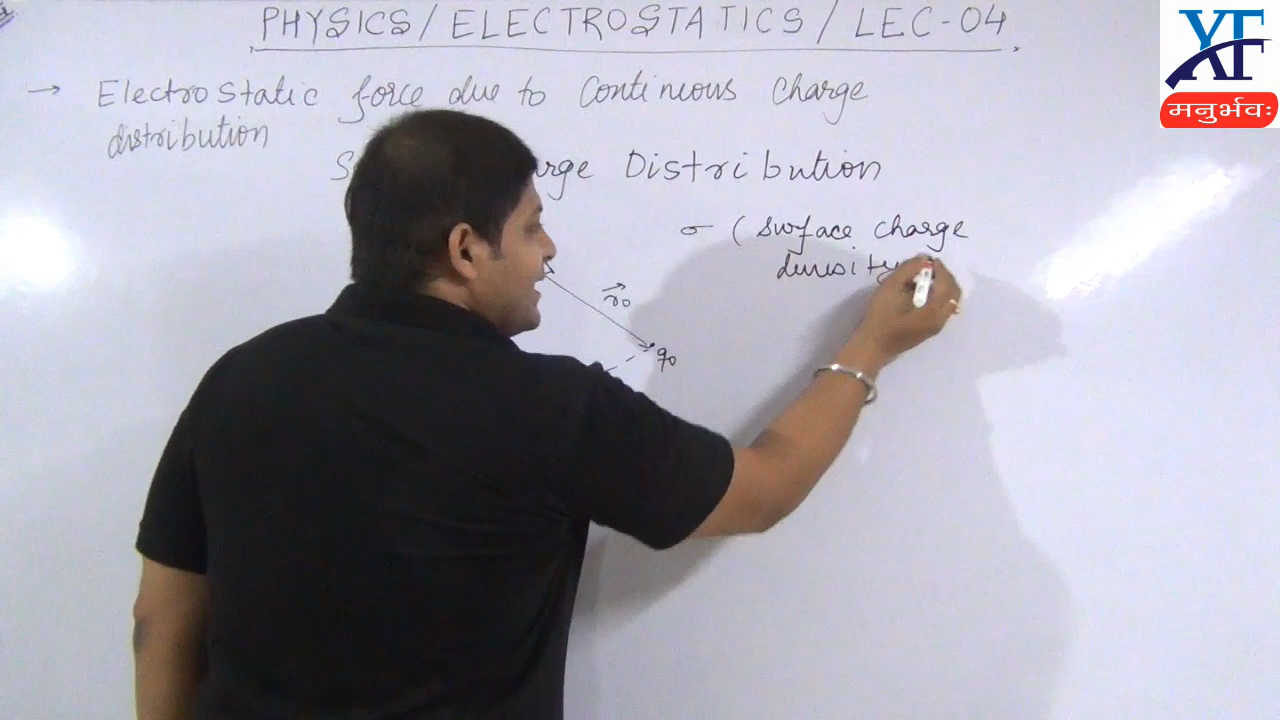 PHYSICS / ELECTROSTATICS / LEC-04
→ Electrostatic force due to Continuous Charge
distribution
Distribution
σ (surface charge
density
r⃗₀
q₀
YF
मनुर्भवः